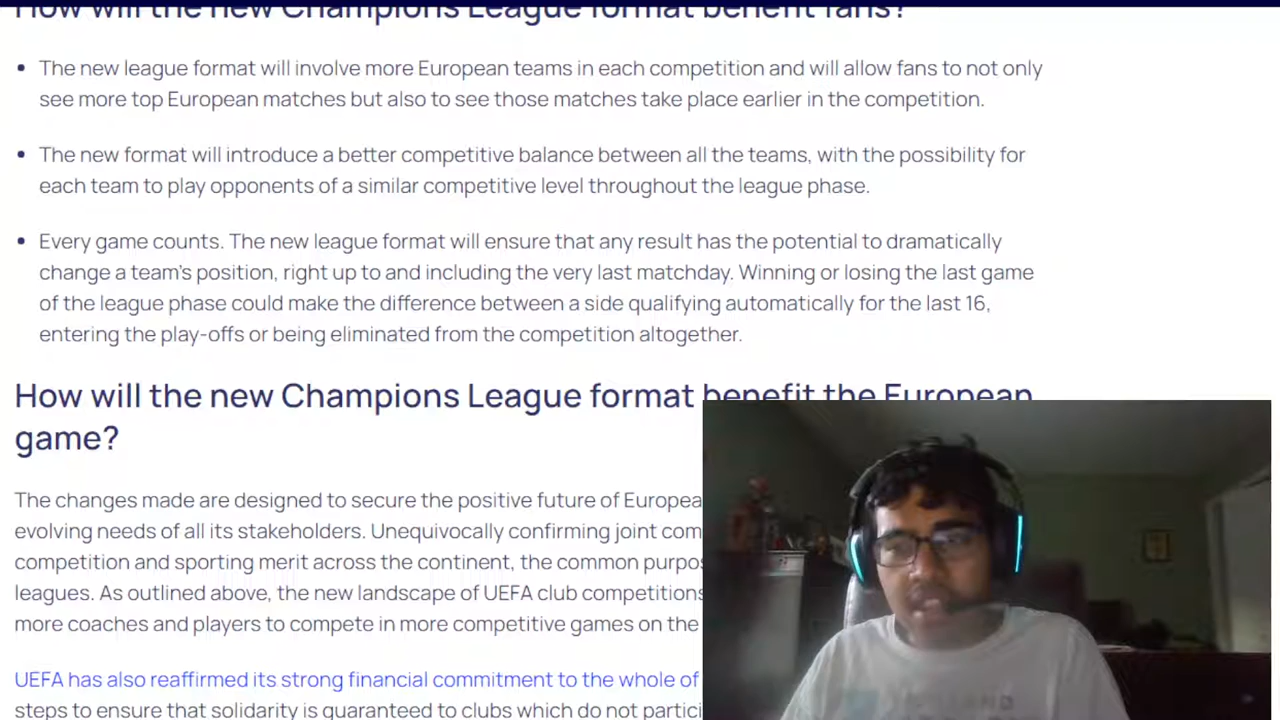 How will the new Champions League format benefit fans?
The new league format will involve more European teams in each competition and will allow fans to not only
see more top European matches but also to see those matches take place earlier in the competition.
The new format will introduce a better competitive balance between all the teams, with the possibility for
each team to play opponents of a similar competitive level throughout the league phase.
Every game counts. The new league format will ensure that any result has the potential to dramatically
change a team's position, right up to and including the very last matchday. Winning or losing the last game
of the league phase could make the difference between a side qualifying automatically for the last 16,
entering the play-offs or being eliminated from the competition altogether.
How will the new Champions League format benefit the European
game?
The changes made are designed to secure the positive future of Europea
evolving needs of all its stakeholders. Unequivocally confirming joint com
competition and sporting merit across the continent, the common purpo
leagues. As outlined above, the new landscape of UEFA club competitions
more coaches and players to compete in more competitive games on the
UEFA has also reaffirmed its strong financial commitment to the whole of
steps to ensure that solidarity is guaranteed to clubs which do not partici